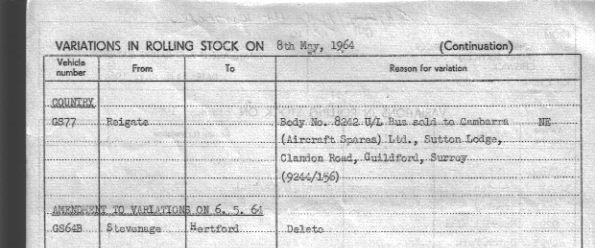 VARIATIONS IN ROLLING STOCK ON 8th May, 1964 (Continuation)
Vehicle number From To Reason for variation
COUNTRY
GS77 Reigate Body No. 8242 U/L Bus sold to Camberra NE
(Aircraft Spares) Ltd., Sutton Lodge,
Clandon Road, Guildford, Surrey
(9244/156)
AMENDMENT TO VARIATIONS ON 6. 5. 64
GS64B Stevenage Hertford Delete